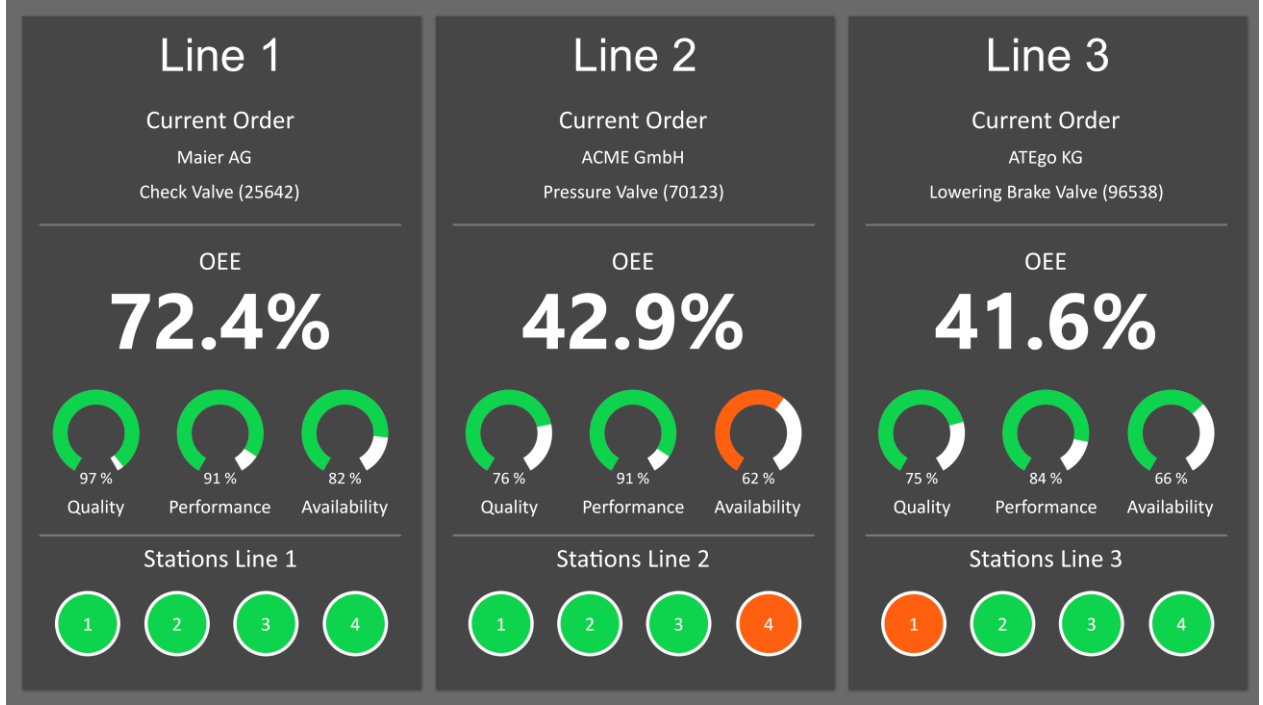 Line 1
Current Order
Maier AG
Check Valve (25642)
OEE
72.4%
97 %
91 %
82 %
Quality
Performance
Availability
Stations Line 1
1
2
3
4
Line 2
Current Order
ACME GmbH
Pressure Valve (70123)
OEE
42.9%
76 %
91 %
62 %
Quality
Performance
Availability
Stations Line 2
1
2
3
4
Line 3
Current Order
ATEgo KG
Lowering Brake Valve (96538)
OEE
41.6%
75 %
84 %
66 %
Quality
Performance
Availability
Stations Line 3
1
2
3
4